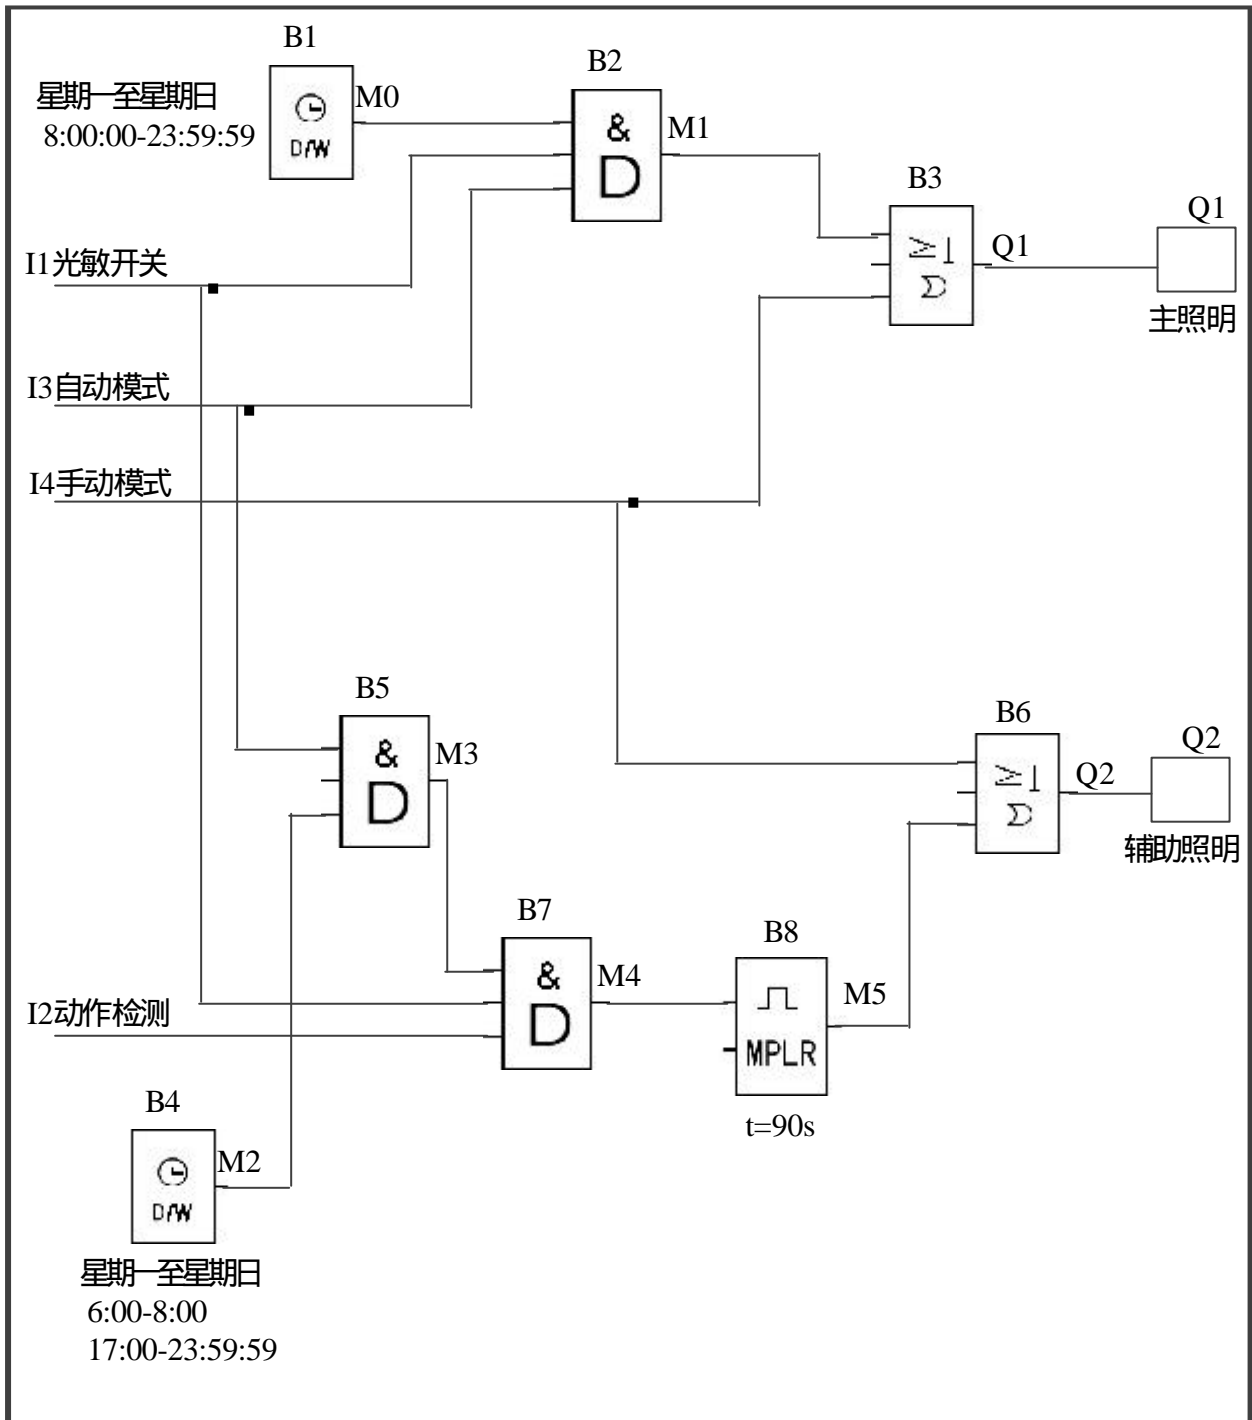 B1
B2
星期一至星期日
8:00:00-23:59:59
M0
D/W
&
D
M1
B3
≥1
Σ
Q1
Q1
主照明
I1光敏开关
I3自动模式
I4手动模式
B5
&
D
M3
B6
≥1
Σ
Q2
Q2
辅助照明
B7
&
D
M4
B8
MPLR
M5
t=90s
I2动作检测
B4
D/W
M2
星期一至星期日
6:00-8:00
17:00-23:59:59